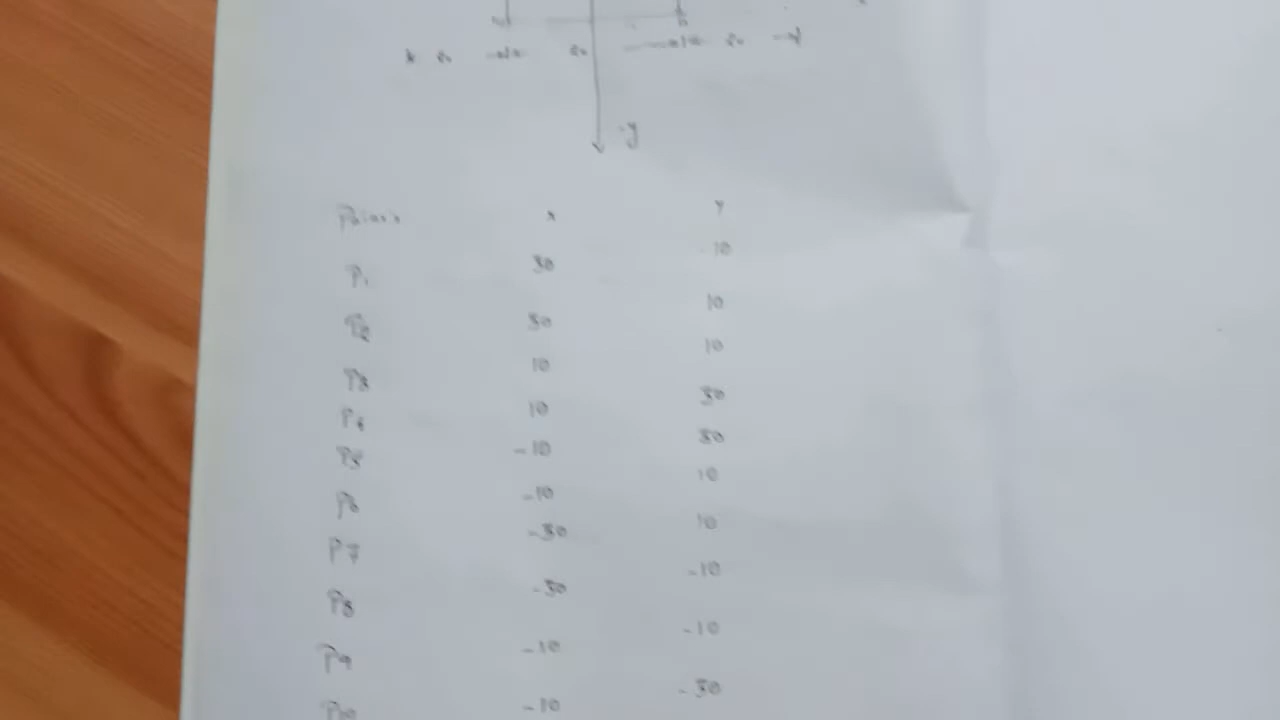 -y
Points x y
P1 30 -10
P2 30 10
P3 10 10
P4 10 30
P5 -10 30
P6 -10 10
P7 -30 10
P8 -30 -10
P9 -10 -10
P10 -10 -30